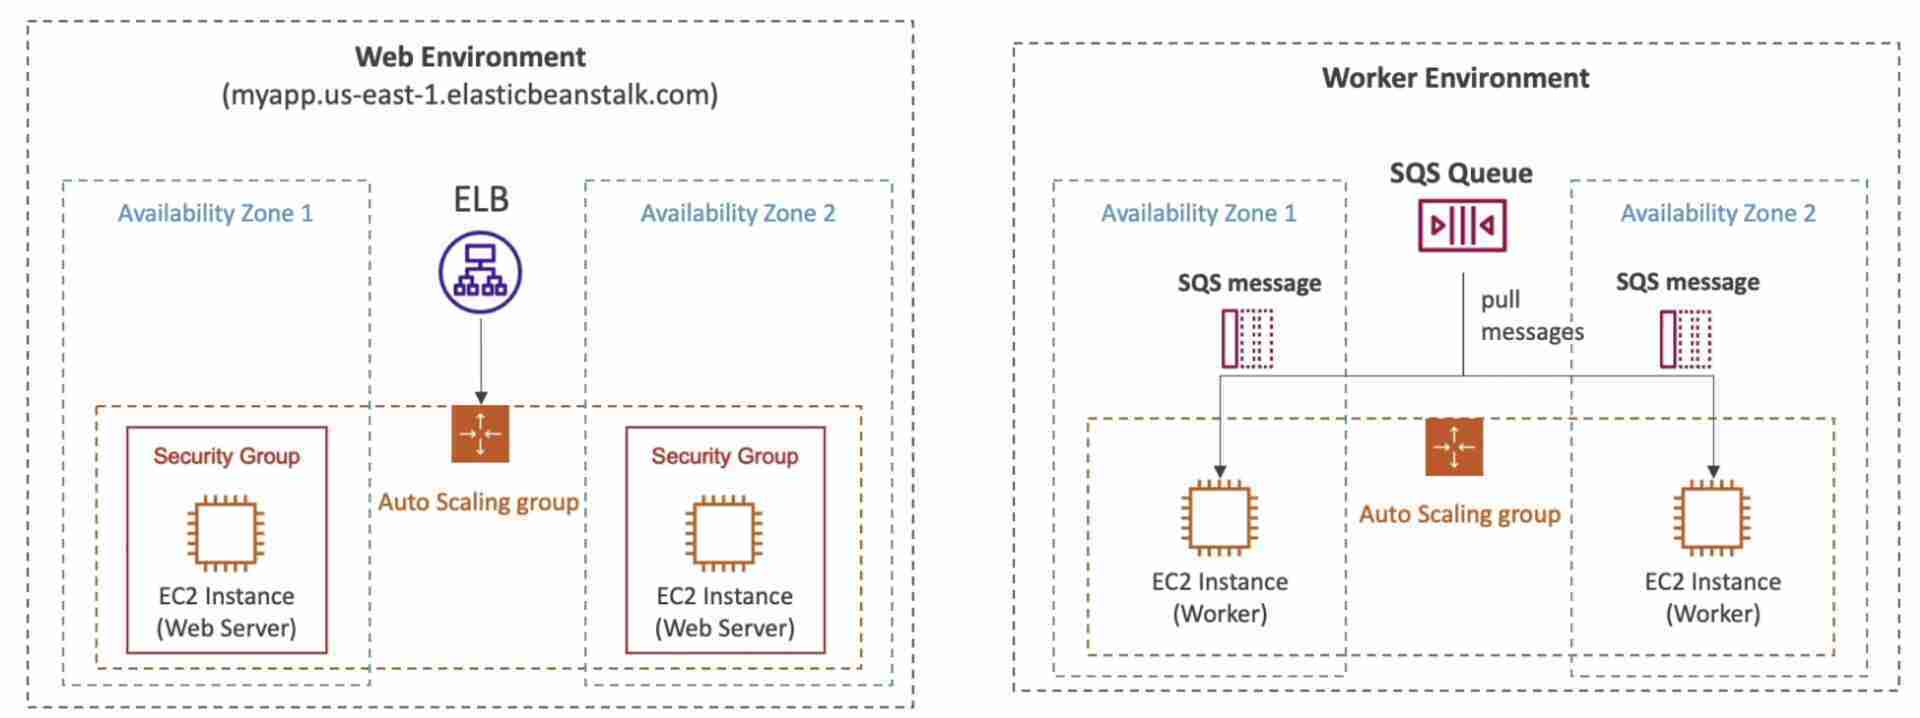 Web Environment
(myapp.us-east-1.elasticbeanstalk.com)
Availability Zone 1
ELB
Availability Zone 2
Security Group
Auto Scaling group
Security Group
EC2 Instance
(Web Server)
EC2 Instance
(Web Server)
Worker Environment
SQS Queue
Availability Zone 1
Availability Zone 2
SQS message
pull
messages
SQS message
Auto Scaling group
EC2 Instance
(Worker)
EC2 Instance
(Worker)